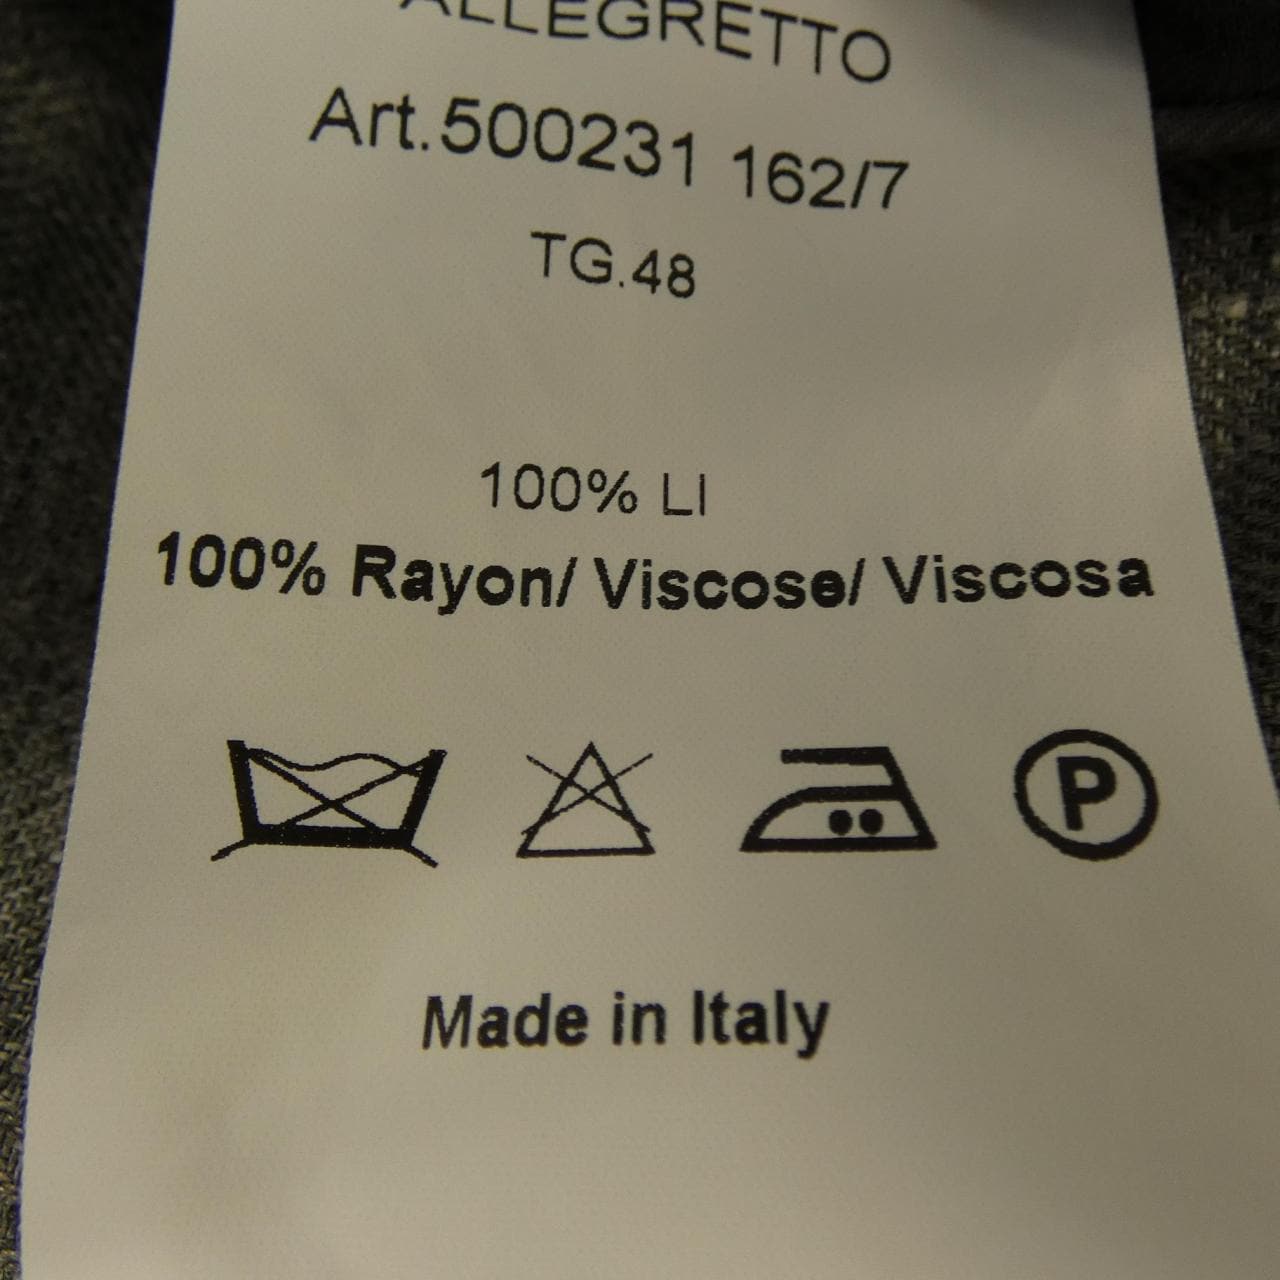 ALLEGRETTO
Art.500231 162/7
TG.48
100% LI
100% Rayon/ Viscose/ Viscosa
P
Made in Italy